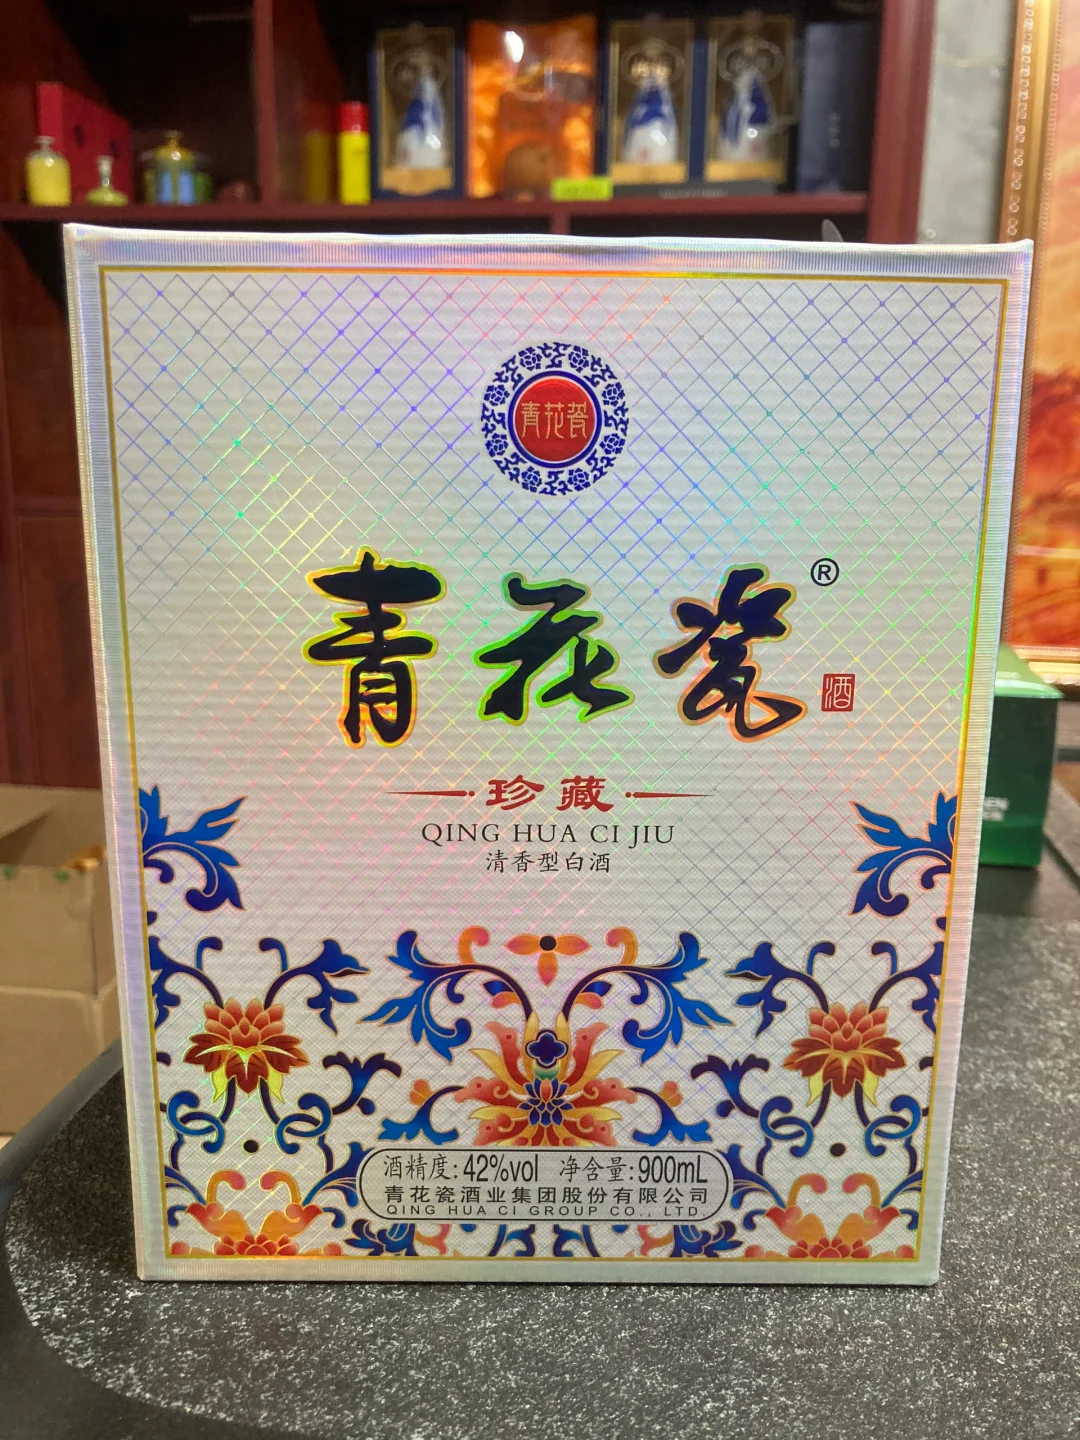 青花瓷
青花瓷®
酒
珍藏
QING HUA CI JIU
清香型白酒
酒精度:42%vol 净含量:900mL
青花瓷酒业集团股份有限公司
QING HUA CI GROUP CO., LTD.